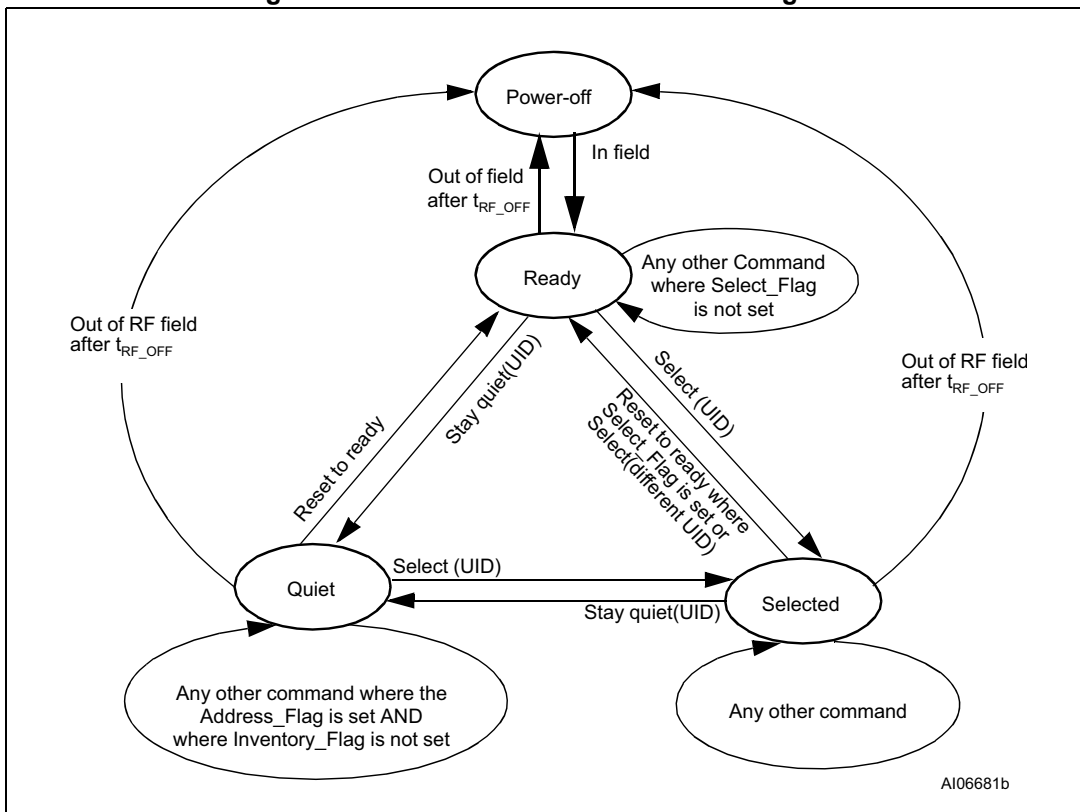 Power-off
In field
Out of field
after tRF_OFF
Ready
Any other Command
where Select_Flag
is not set
Out of RF field
after tRF_OFF
Out of RF field
after tRF_OFF
Select (UID)
Stay quiet(UID)
Reset to ready where
Select_Flag is set or
Select(different UID)
Reset to ready
Quiet
Select (UID)
Stay quiet(UID)
Selected
Any other command where the
Address_Flag is set AND
where Inventory_Flag is not set
Any other command
AI06681b